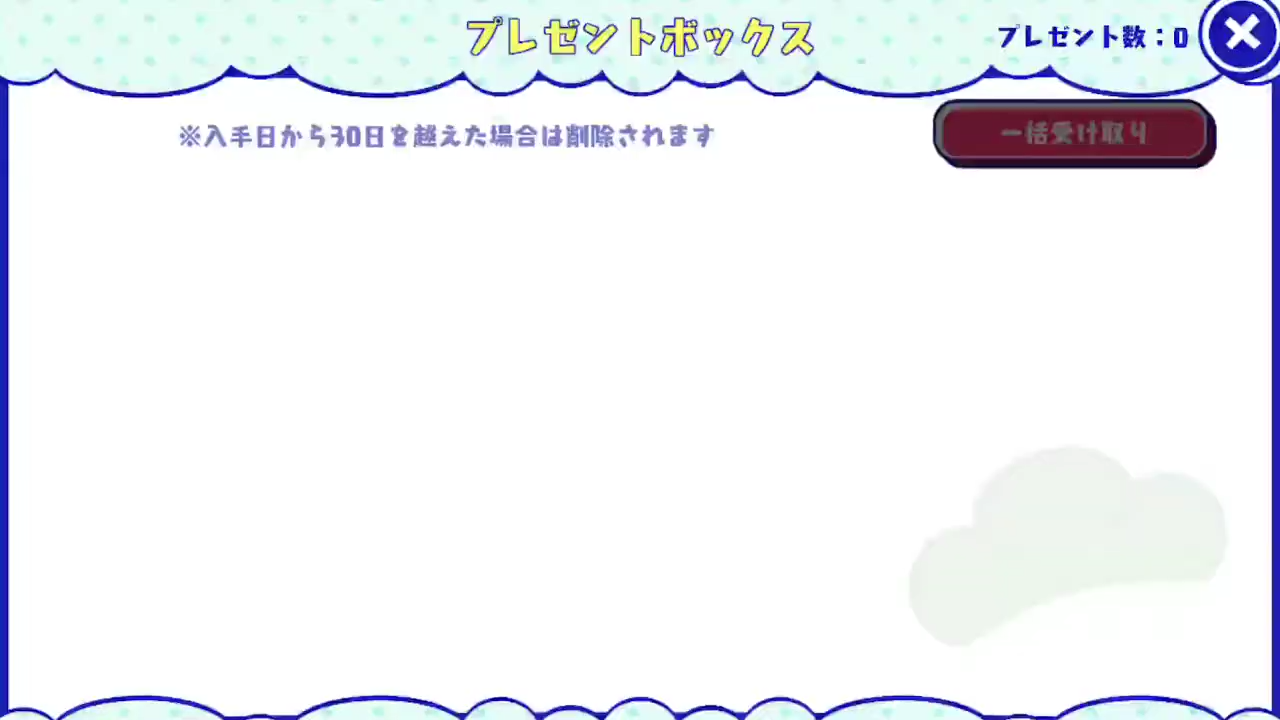 プレゼントボックス
プレゼント数：0
※入手日から30日を越えた場合は削除されます
一括受け取り